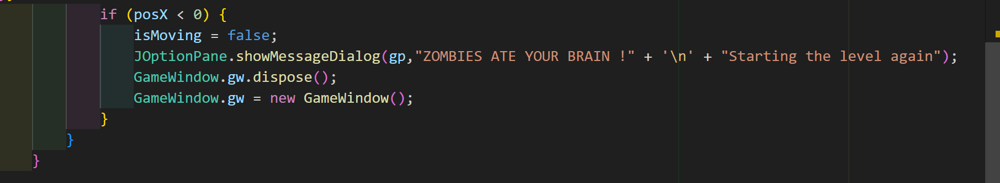 if (posX < 0) {
isMoving = false;
JOptionPane.showMessageDialog(gp,"ZOMBIES ATE YOUR BRAIN !" + '\n' + "Starting the level again");
GameWindow.gw.dispose();
GameWindow.gw = new GameWindow();
}
}
}